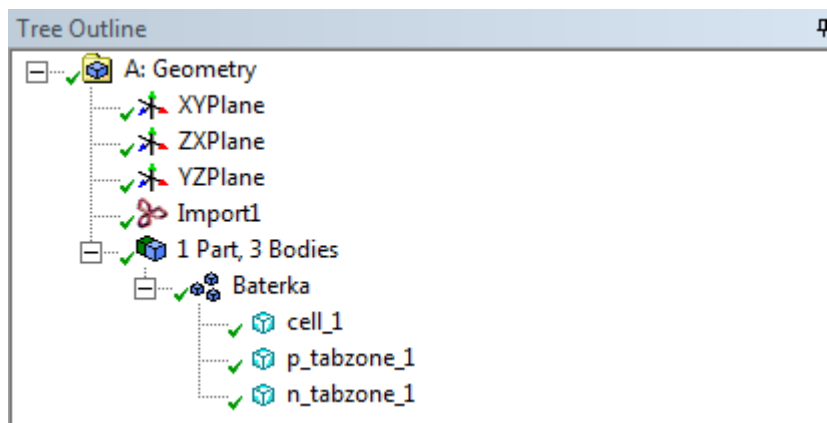 Tree Outline
A: Geometry
XYPlane
ZXPlane
YZPlane
Import1
1 Part, 3 Bodies
Baterka
cell_1
p_tabzone_1
n_tabzone_1